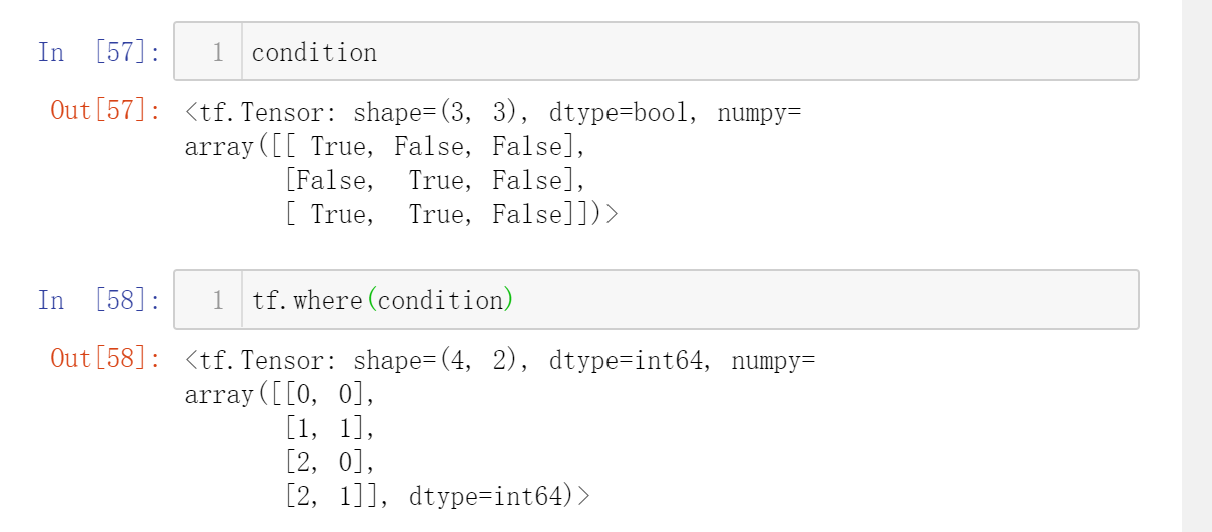 In [57]: 1 condition
Out[57]: <tf.Tensor: shape=(3, 3), dtype=bool, numpy=
array([[ True, False, False],
       [False,  True, False],
       [ True,  True, False]])>
In [58]: 1 tf.where(condition)
Out[58]: <tf.Tensor: shape=(4, 2), dtype=int64, numpy=
array([[0, 0],
       [1, 1],
       [2, 0],
       [2, 1]], dtype=int64)>